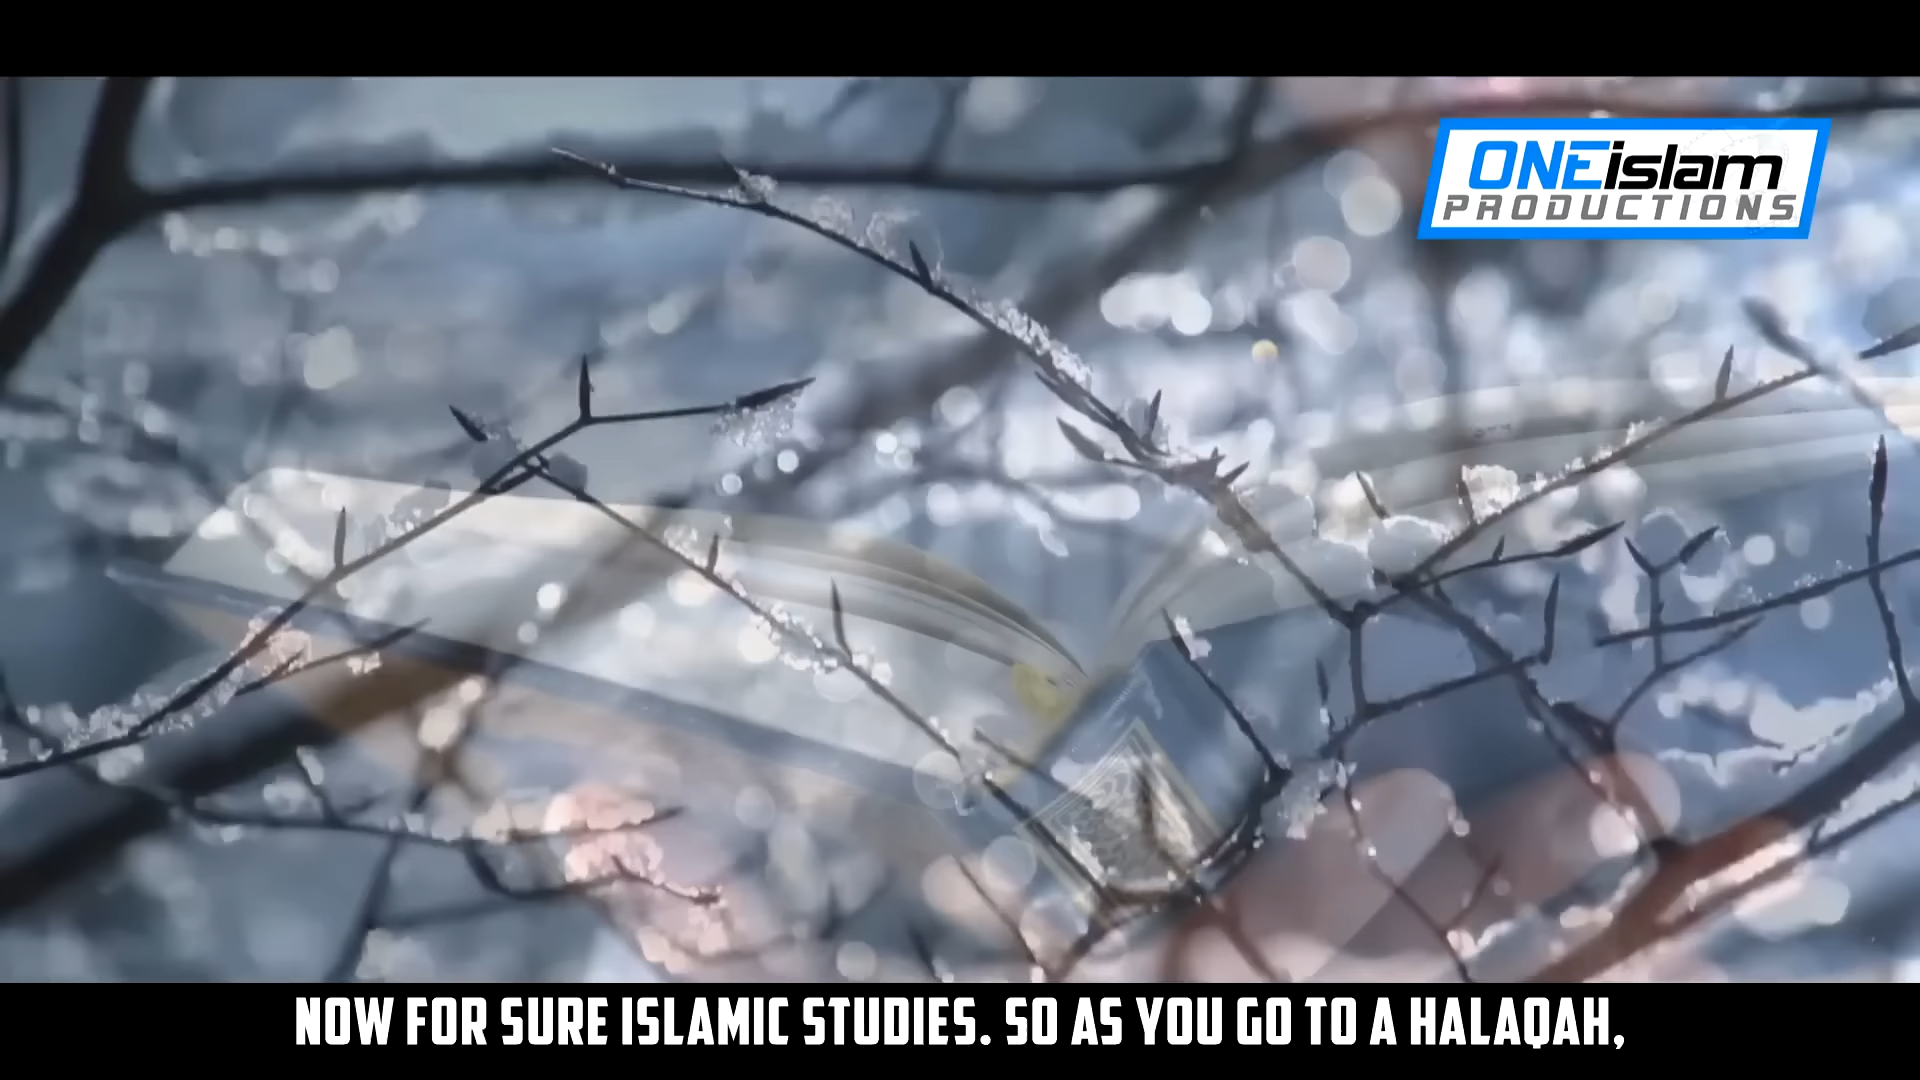 ONEislam
PRODUCTIONS
NOW FOR SURE ISLAMIC STUDIES. SO AS YOU GO TO A HALAQAH,